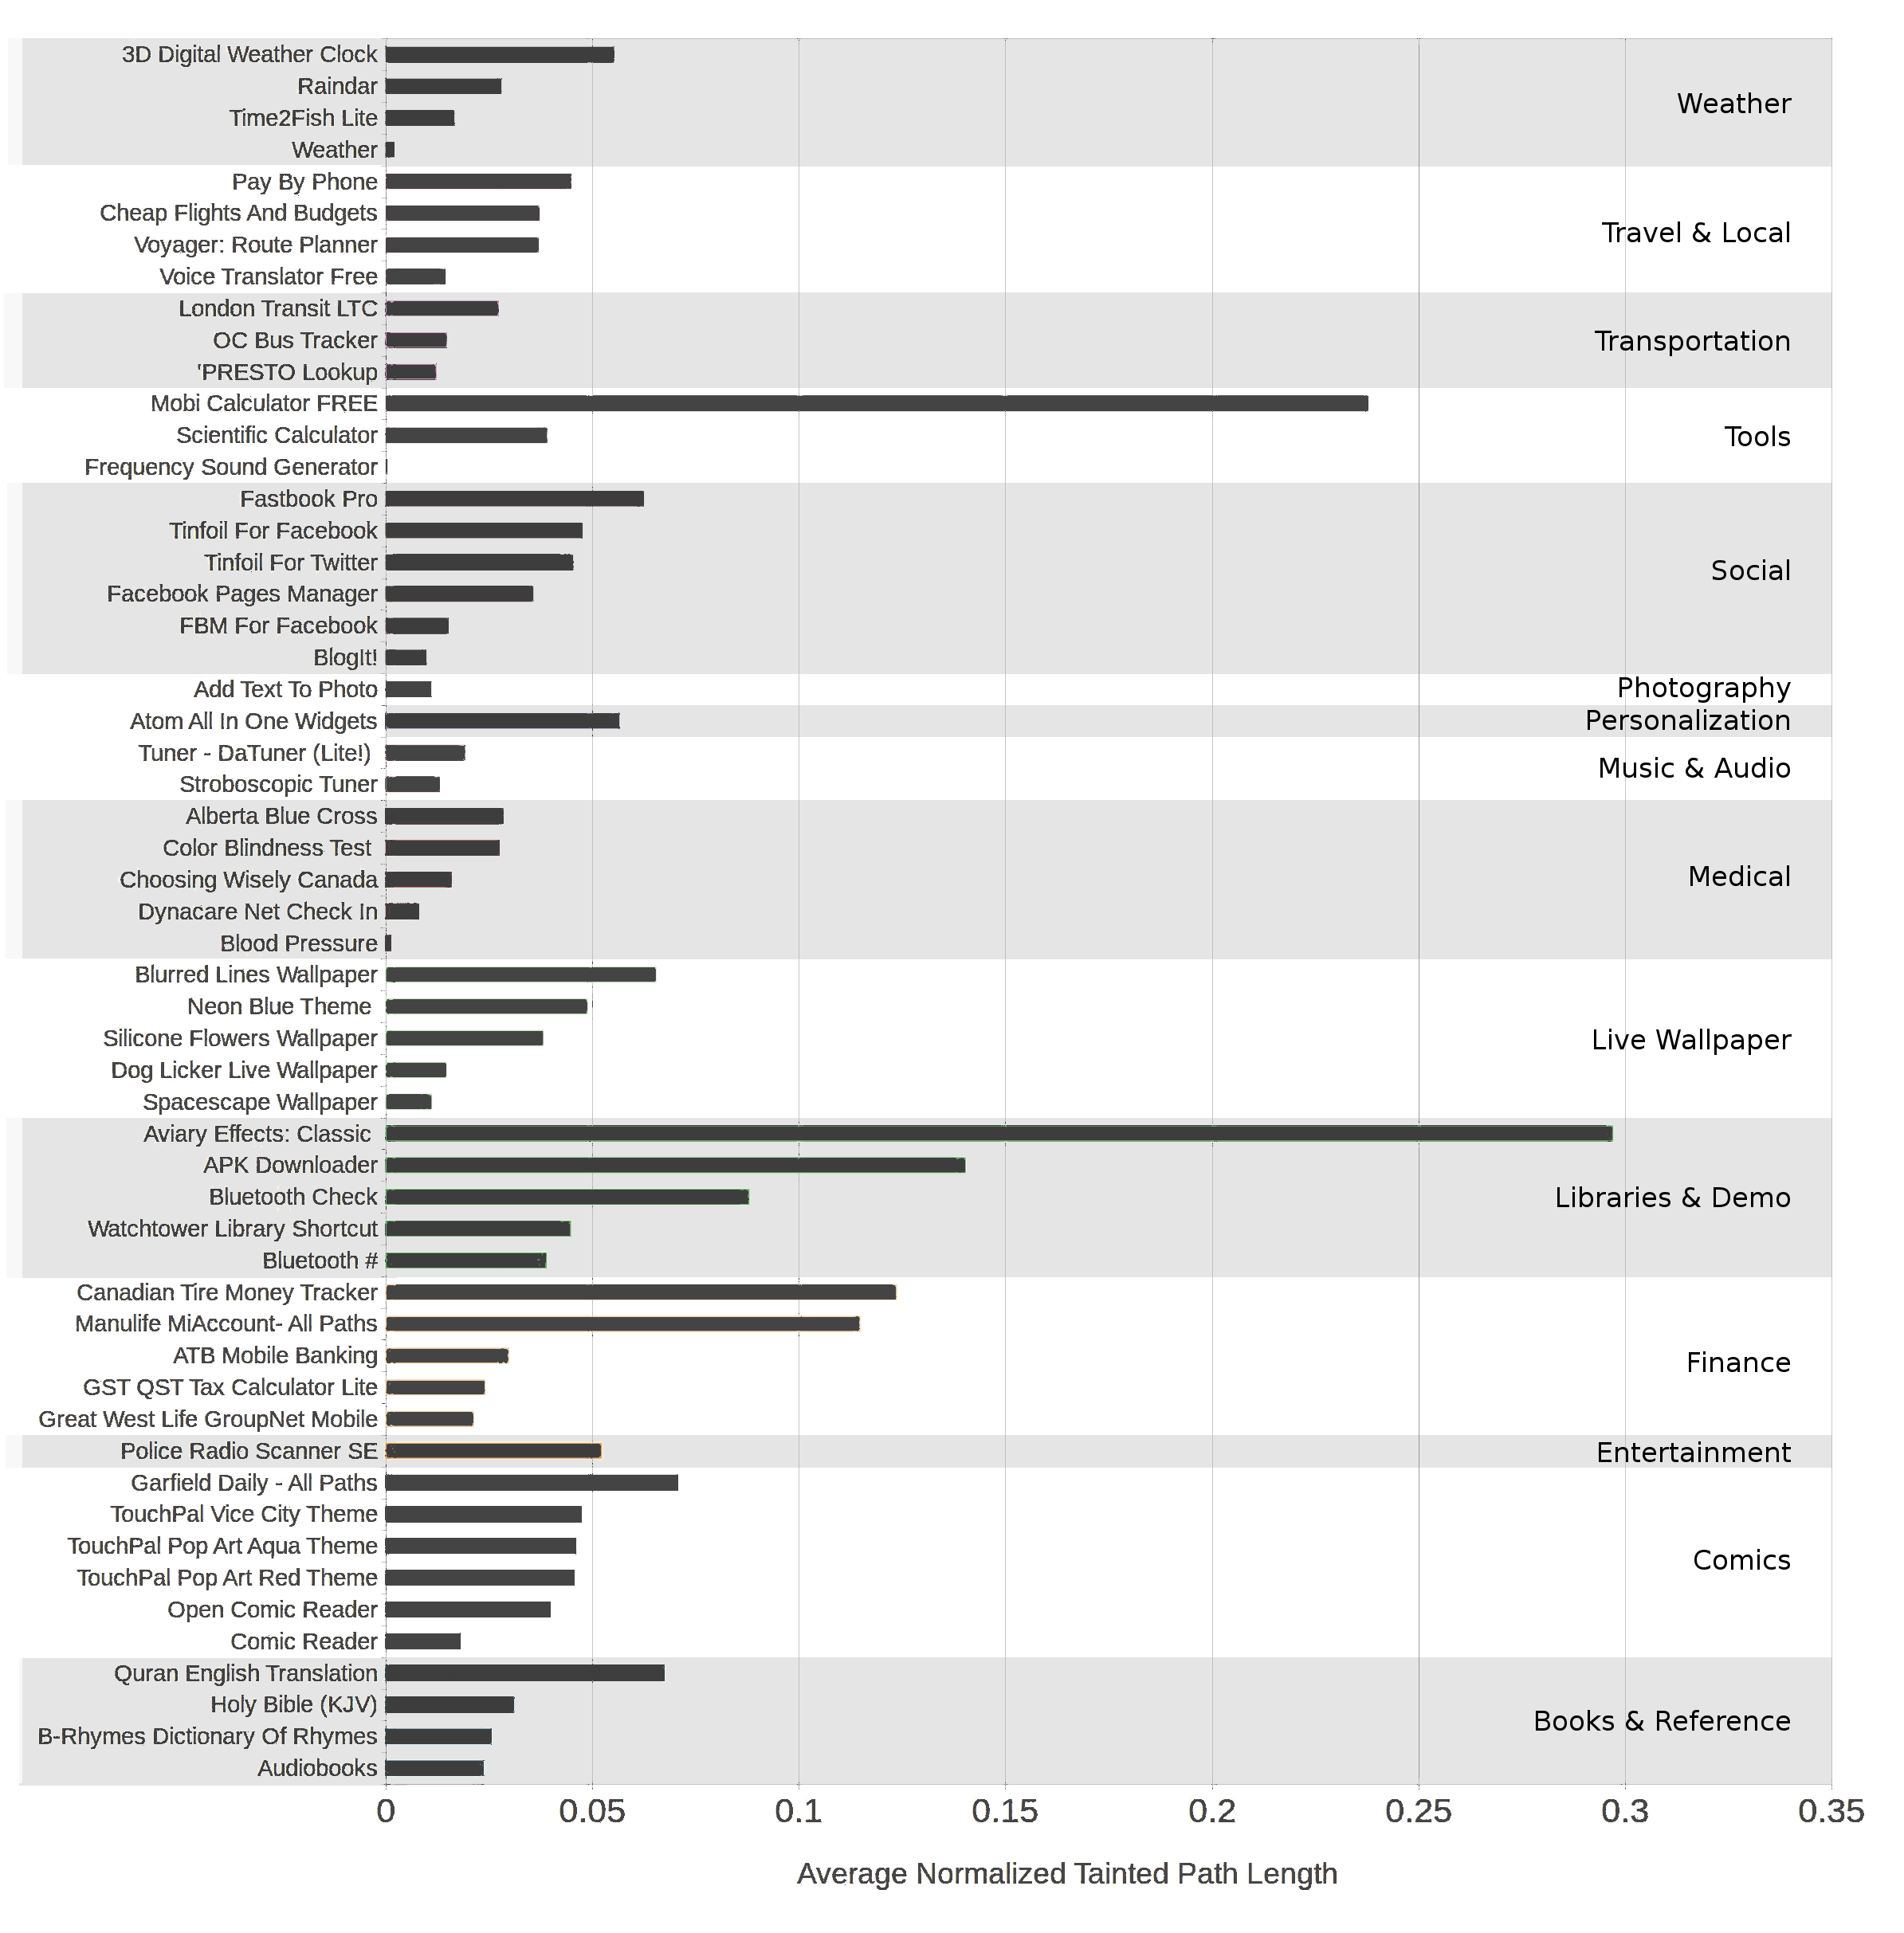 3D Digital Weather Clock
Raindar
Time2Fish Lite
Weather
Weather
Pay By Phone
Cheap Flights And Budgets
Voyager: Route Planner
Voice Translator Free
Travel & Local
London Transit LTC
OC Bus Tracker
'PRESTO Lookup
Transportation
Mobi Calculator FREE
Scientific Calculator
Frequency Sound Generator
Tools
Fastbook Pro
Tinfoil For Facebook
Tinfoil For Twitter
Facebook Pages Manager
FBM For Facebook
BlogIt!
Social
Add Text To Photo
Photography
Atom All In One Widgets
Personalization
Tuner - DaTuner (Lite!)
Stroboscopic Tuner
Music & Audio
Alberta Blue Cross
Color Blindness Test
Choosing Wisely Canada
Dynacare Net Check In
Blood Pressure
Medical
Blurred Lines Wallpaper
Neon Blue Theme
Silicone Flowers Wallpaper
Dog Licker Live Wallpaper
Spacescape Wallpaper
Live Wallpaper
Aviary Effects: Classic
APK Downloader
Bluetooth Check
Watchtower Library Shortcut
Bluetooth #
Libraries & Demo
Canadian Tire Money Tracker
Manulife MiAccount- All Paths
ATB Mobile Banking
GST QST Tax Calculator Lite
Great West Life GroupNet Mobile
Finance
Police Radio Scanner SE
Entertainment
Garfield Daily - All Paths
TouchPal Vice City Theme
TouchPal Pop Art Aqua Theme
TouchPal Pop Art Red Theme
Open Comic Reader
Comic Reader
Comics
Quran English Translation
Holy Bible (KJV)
B-Rhymes Dictionary Of Rhymes
Audiobooks
Books & Reference
0 0.05 0.1 0.15 0.2 0.25 0.3 0.35
Average Normalized Tainted Path Length